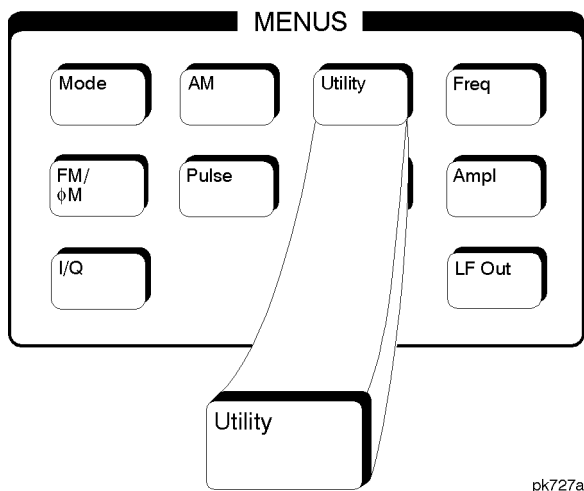 MENUS
Mode
AM
Utility
Freq
FM/
ϕM
Pulse
Ampl
I/Q
LF Out
Utility
pk727a